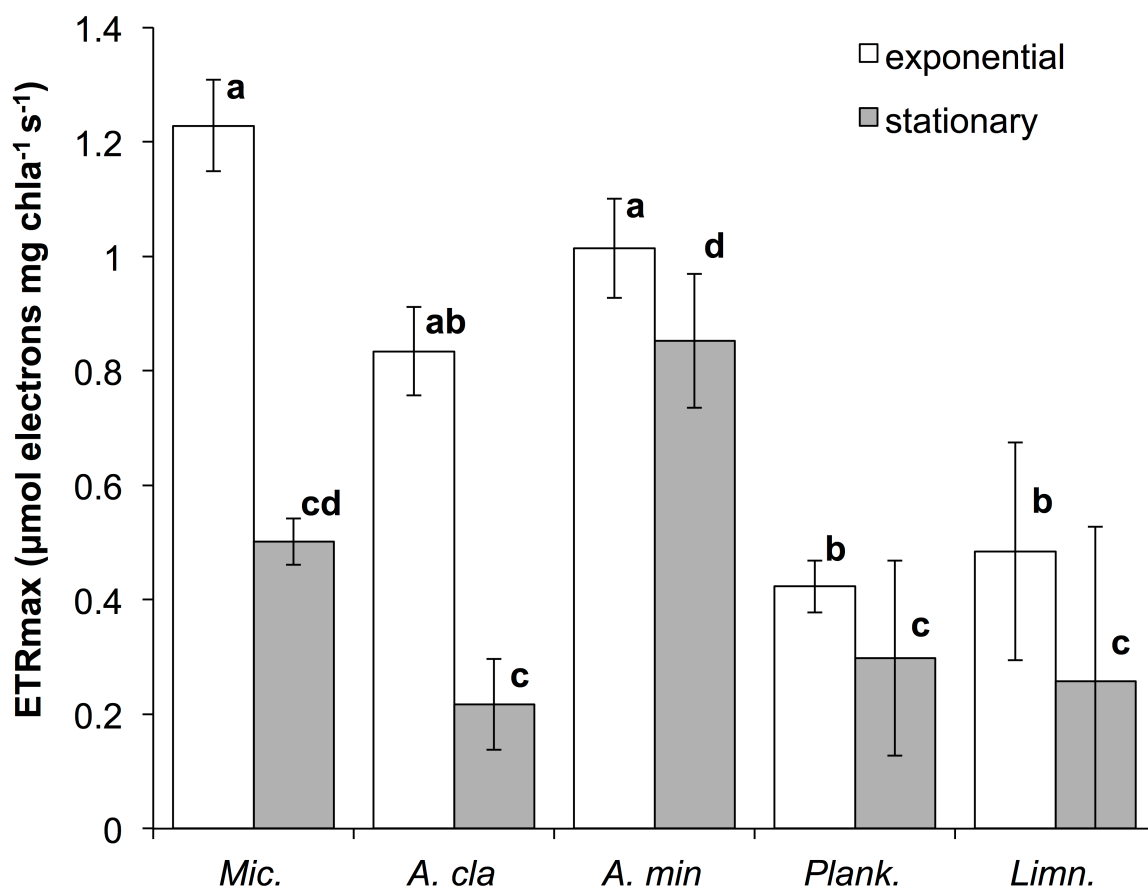 ETRmax (µmol electrons mg chla⁻¹ s⁻¹)
1.4
1.2
1
0.8
0.6
0.4
0.2
0
exponential
stationary
a
cd
ab
c
a
d
b
c
b
c
Mic.
A. cla
A. min
Plank.
Limn.